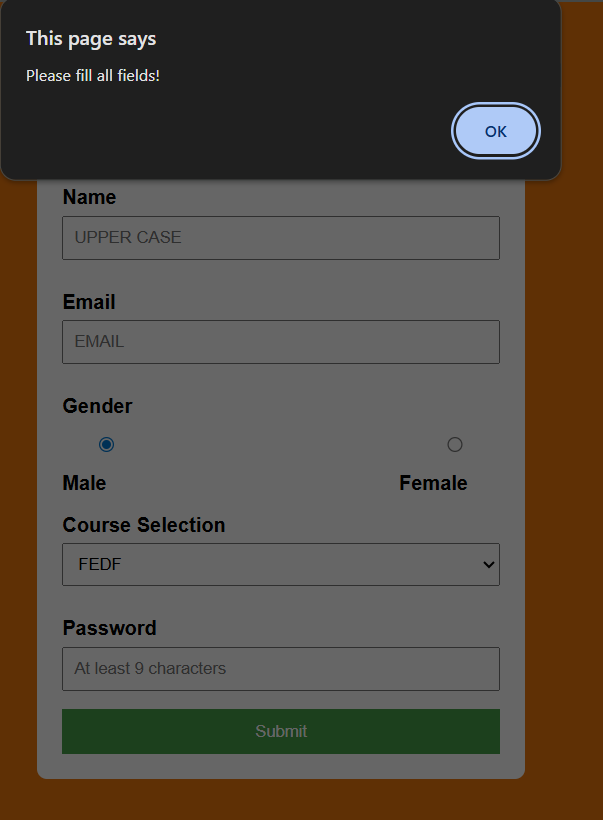 This page says
Please fill all fields!
OK
Name
UPPER CASE
Email
EMAIL
Gender
Male Female
Course Selection
FEDF
Password
At least 9 characters
Submit